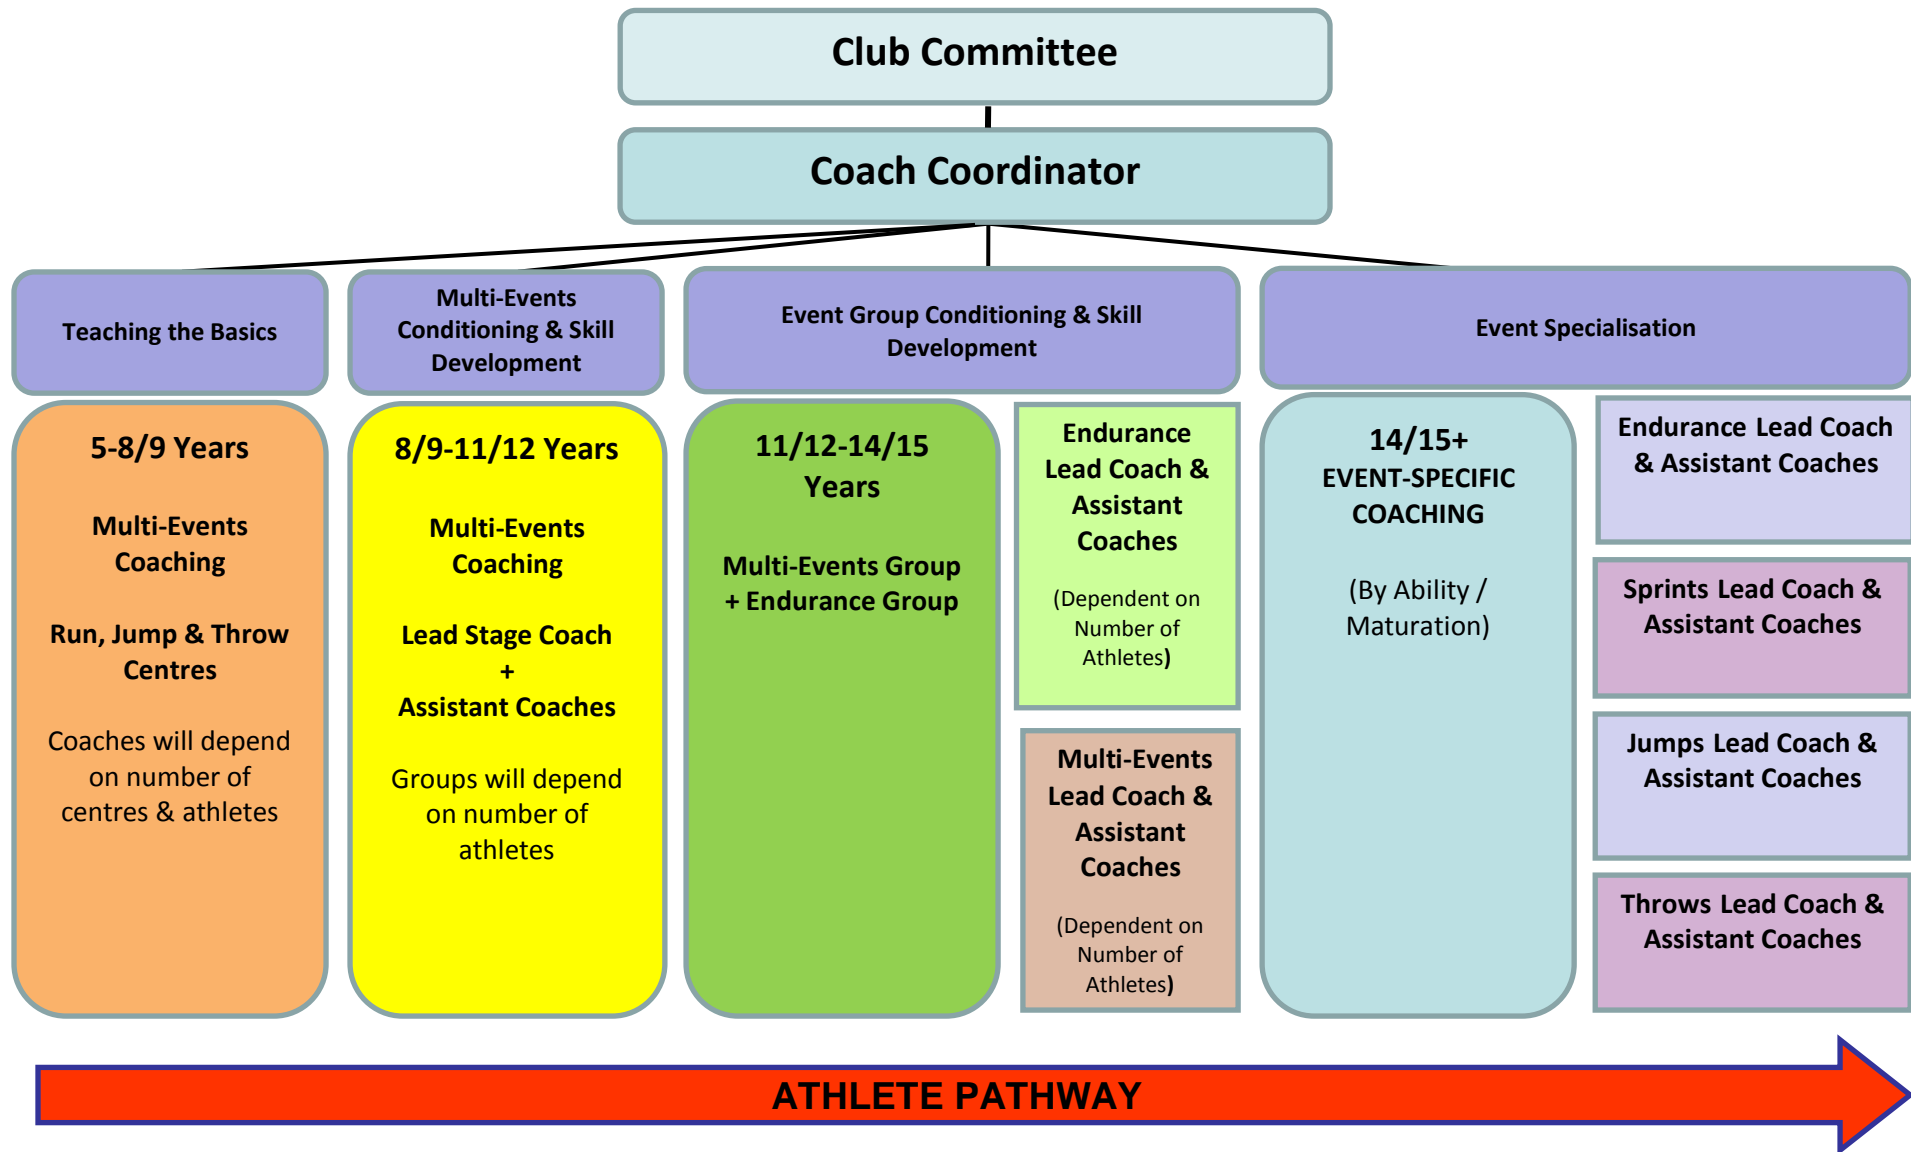 Club Committee
Coach Coordinator
Teaching the Basics
Multi-Events
Conditioning & Skill
Development
Event Group Conditioning & Skill
Development
Event Specialisation
5-8/9 Years
Multi-Events
Coaching
Run, Jump & Throw
Centres
Coaches will depend
on number of
centres & athletes
8/9-11/12 Years
Multi-Events
Coaching
Lead Stage Coach
+
Assistant Coaches
Groups will depend
on number of
athletes
11/12-14/15
Years
Multi-Events Group
+ Endurance Group
Endurance
Lead Coach &
Assistant
Coaches
(Dependent on
Number of
Athletes)
Multi-Events
Lead Coach &
Assistant
Coaches
(Dependent on
Number of
Athletes)
14/15+
EVENT-SPECIFIC
COACHING
(By Ability /
Maturation)
Endurance Lead Coach
& Assistant Coaches
Sprints Lead Coach &
Assistant Coaches
Jumps Lead Coach &
Assistant Coaches
Throws Lead Coach &
Assistant Coaches
ATHLETE PATHWAY